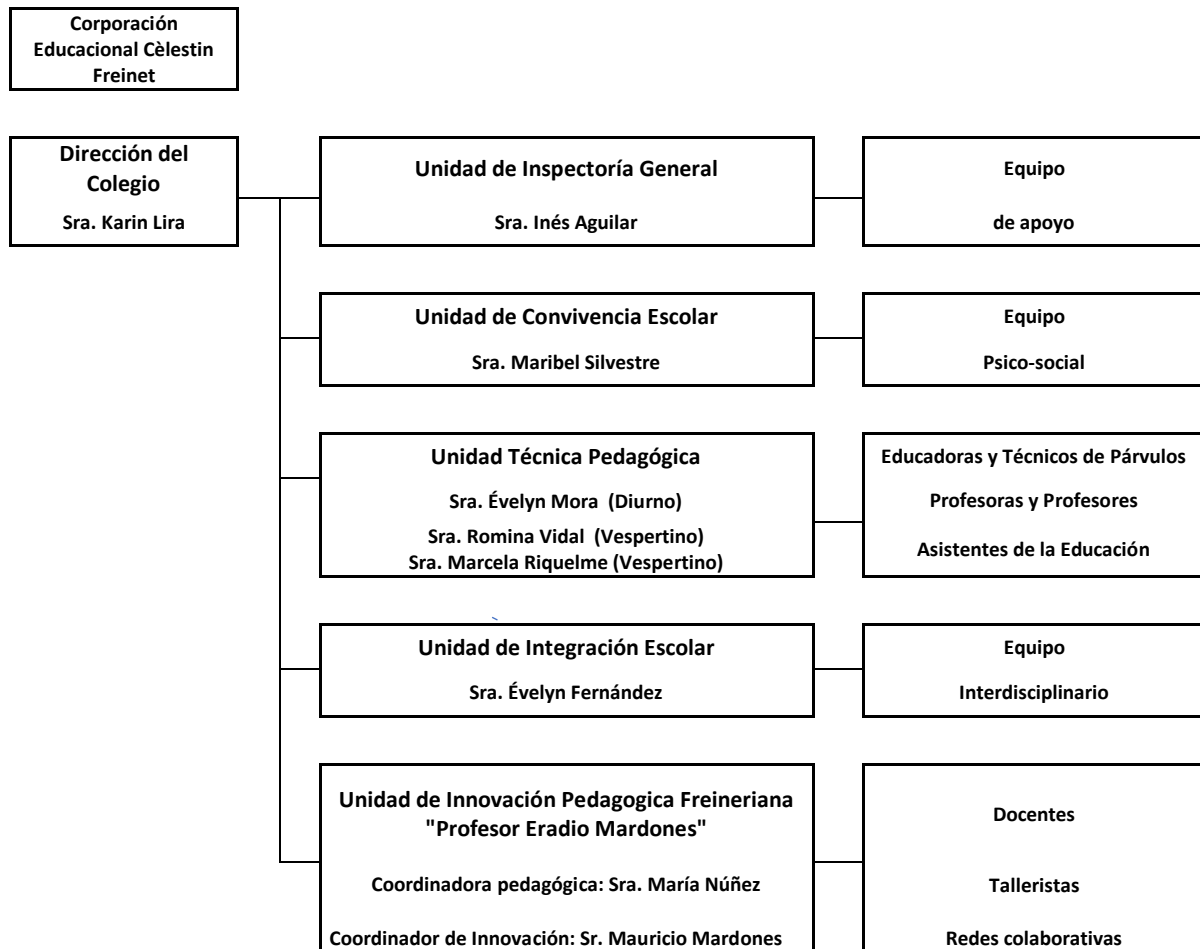 Corporación
Educacional Cèlestin
Freinet
Dirección del
Colegio
Sra. Karin Lira
Unidad de Inspectoría General
Sra. Inés Aguilar
Equipo
de apoyo
Unidad de Convivencia Escolar
Sra. Maribel Silvestre
Equipo
Psico-social
Unidad Técnica Pedagógica
Sra. Évelyn Mora (Diurno)
Sra. Romina Vidal (Vespertino)
Sra. Marcela Riquelme (Vespertino)
Educadoras y Técnicos de Párvulos
Profesoras y Profesores
Asistentes de la Educación
Unidad de Integración Escolar
Sra. Évelyn Fernández
Equipo
Interdisciplinario
Unidad de Innovación Pedagogica Freineriana
"Profesor Eradio Mardones"
Coordinadora pedagógica: Sra. María Núñez
Coordinador de Innovación: Sr. Mauricio Mardones
Docentes
Talleristas
Redes colaborativas